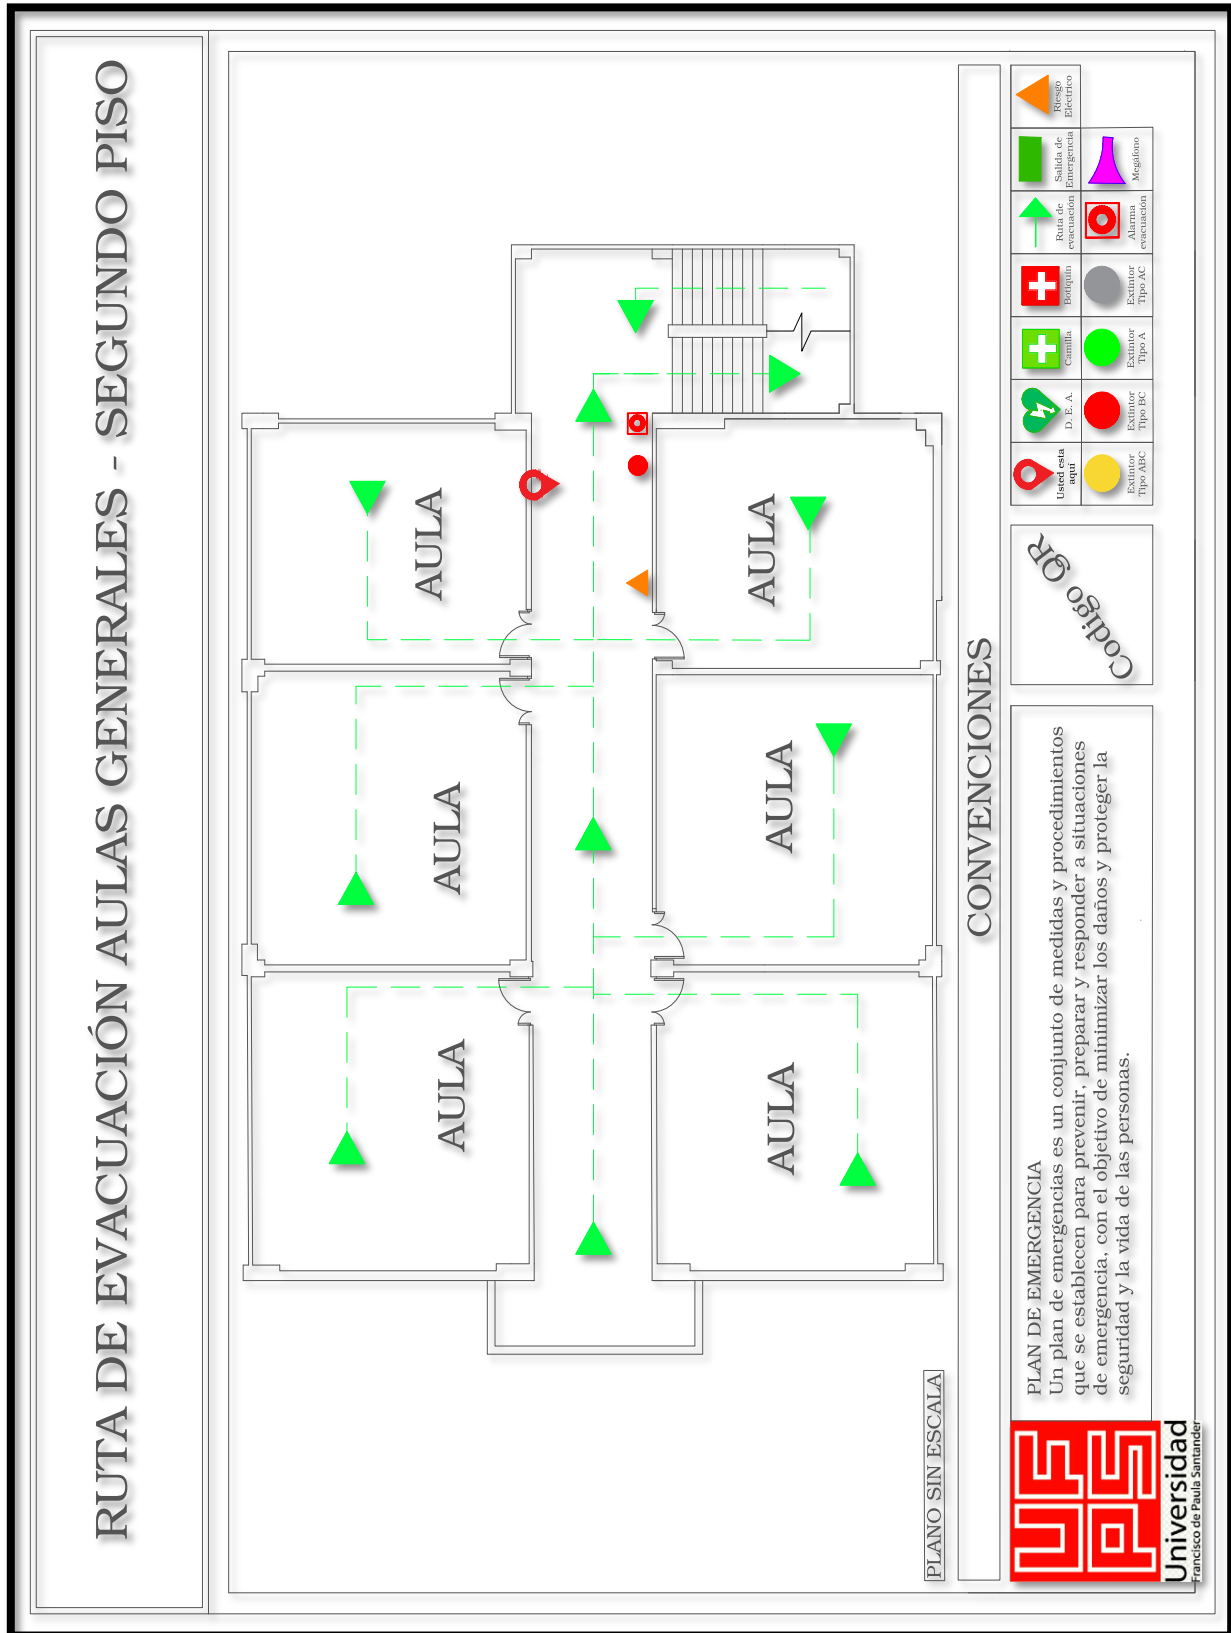 RUTA DE EVACUACIÓN AULAS GENERALES - SEGUNDO PISO
AULA
AULA
AULA
AULA
AULA
AULA
PLANO SIN ESCALA
CONVENCIONES
UFPS
Universidad
Francisco de Paula Santander
PLAN DE EMERGENCIA
Un plan de emergencias es un conjunto de medidas y procedimientos
que se establecen para prevenir, preparar y responder a situaciones
de emergencia, con el objetivo de minimizar los daños y proteger la
seguridad y la vida de las personas.
Codigo QR
Usted esta
aquí
D. E. A.
Camilla
Botiquín
Ruta de
evacuación
Salida de
Emergencia
Riesgo
Eléctrico
Extintor
Tipo ABC
Extintor
Tipo BC
Extintor
Tipo A
Extintor
Tipo AC
Alarma
evacuación
Megáfono